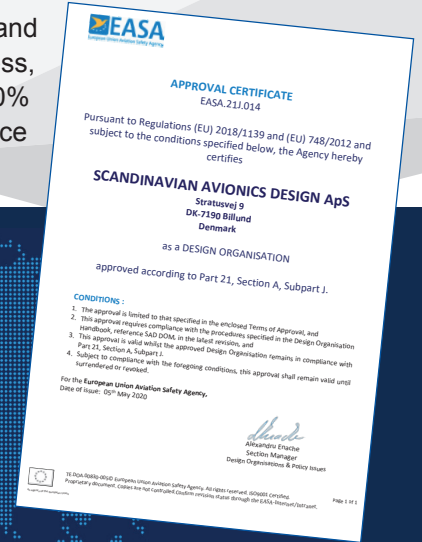 and
ss,
0%
ce
EASA
European Union Aviation Safety Agency
APPROVAL CERTIFICATE
EASA.21J.014
Pursuant to Regulations (EU) 2018/1139 and (EU) 748/2012 and
subject to the conditions specified below, the Agency hereby
certifies
SCANDINAVIAN AVIONICS DESIGN ApS
Stratusvej 9
DK-7190 Billund
Denmark
as a DESIGN ORGANISATION
approved according to Part 21, Section A, Subpart J.
CONDITIONS :
1. The approval is limited to that specified in the enclosed Terms of Approval, and
2. This approval requires compliance with the procedures specified in the Design Organisation
Handbook, reference SAD DOM, in the latest revision, and
3. This approval is valid whilst the approved Design Organisation remains in compliance with
Part 21, Section A, Subpart J.
4. Subject to compliance with the foregoing conditions, this approval shall remain valid until
surrendered or revoked.
For the European Union Aviation Safety Agency,
Date of issue: 05th May 2020
Alexandru Enache
Section Manager
Design Organisations & Policy Issues
European Union Aviation Safety Agency. All rights reserved. ISO9001 Certified.
Page 1 of 1
Proprietary document. Copies are not controlled. Confirm revision status through the EASA-Internet/Intranet.